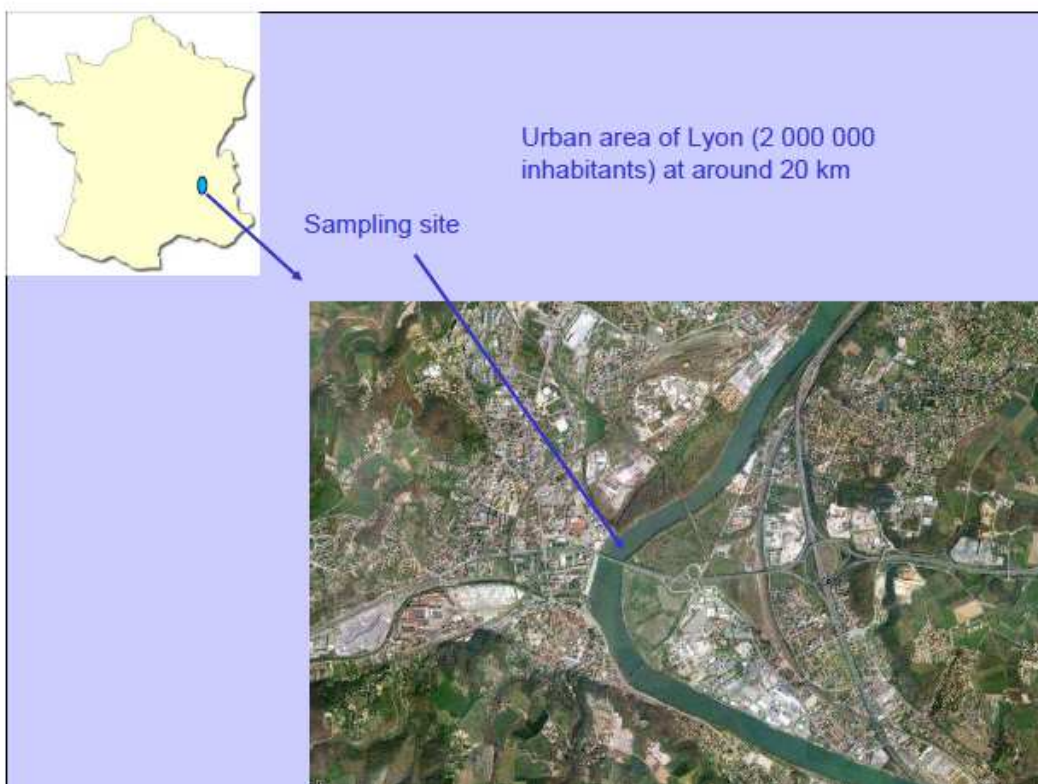 Urban area of Lyon (2 000 000
inhabitants) at around 20 km
Sampling site